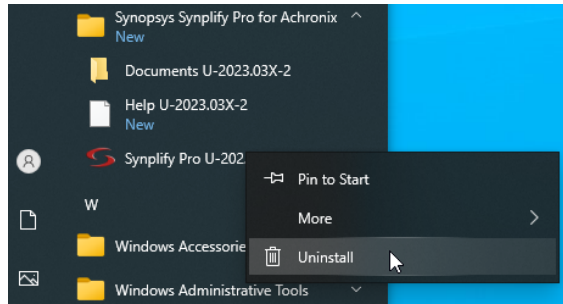 Synopsys Synplify Pro for Achronix
New
Documents U-2023.03X-2
Help U-2023.03X-2
New
Synplify Pro U-202
Pin to Start
W
More
Windows Accessorie
Uninstall
Windows Administrative Tools